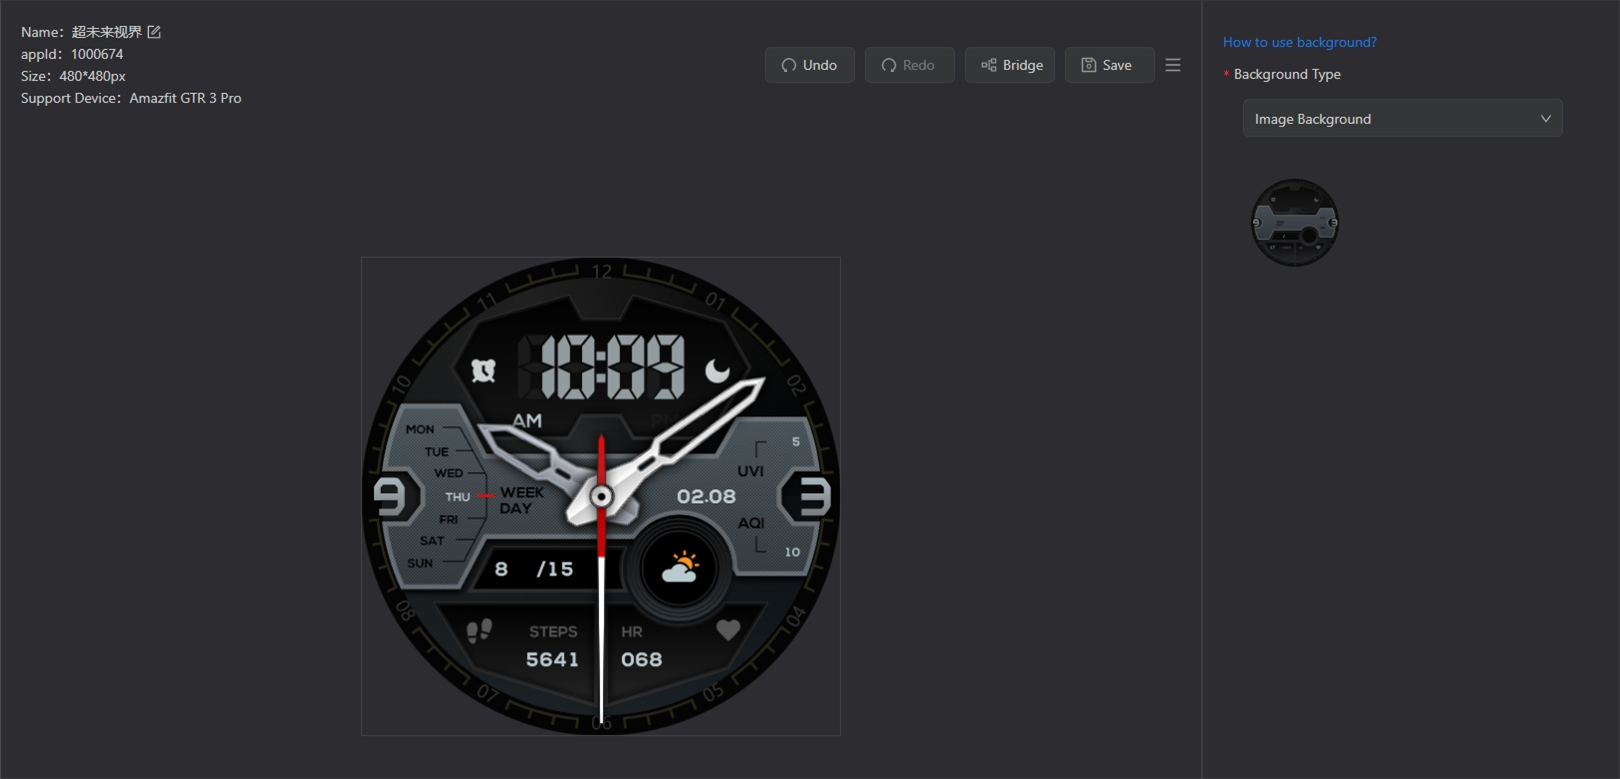 Name：超未来视界
appId：1000674
Size：480*480px
Support Device：Amazfit GTR 3 Pro
Undo
Redo
Bridge
Save
How to use background?
* Background Type
Image Background
12
11
01
10
02
10:09
AM
PM
MON
TUE
WED
THU
FRI
SAT
SUN
WEEK
DAY
9
02.08
5
UVI
AQI
10
3
8 /15
08
04
STEPS
5641
HR
068
07
05
06